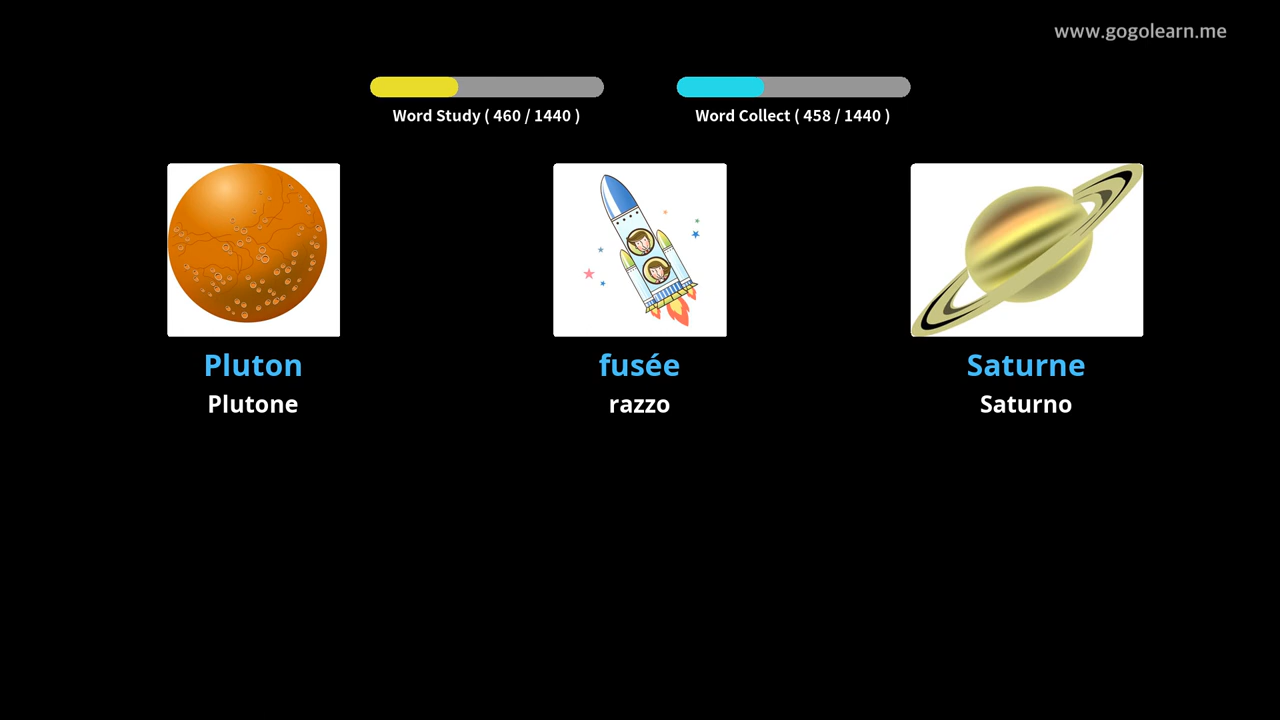 www.gogolearn.me
Word Study ( 460 / 1440 )
Word Collect ( 458 / 1440 )
Pluton
Plutone
fusée
razzo
Saturne
Saturno